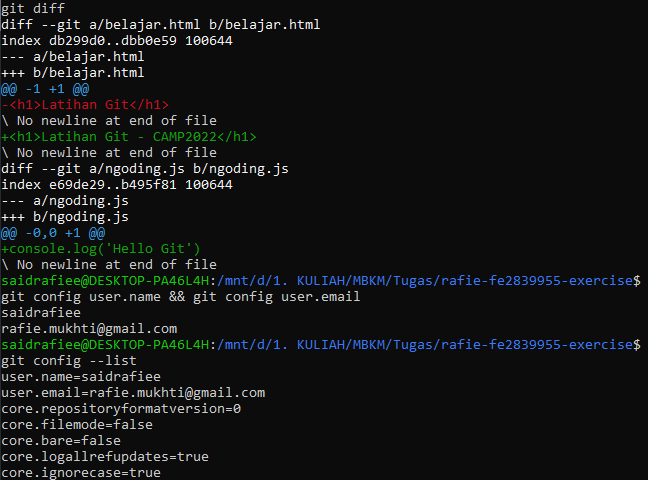 git diff
diff --git a/belajar.html b/belajar.html
index db299d0..dbb0e59 100644
--- a/belajar.html
+++ b/belajar.html
@@ -1 +1 @@
-<h1>Latihan Git</h1>
\ No newline at end of file
+<h1>Latihan Git - CAMP2022</h1>
\ No newline at end of file
diff --git a/ngoding.js b/ngoding.js
index e69de29..b495f81 100644
--- a/ngoding.js
+++ b/ngoding.js
@@ -0,0 +1 @@
+console.log('Hello Git')
\ No newline at end of file
saidrafiee@DESKTOP-PA46L4H:/mnt/d/1. KULIAH/MBKM/Tugas/rafie-fe2839955-exercise$
git config user.name && git config user.email
saidrafiee
rafie.mukhti@gmail.com
saidrafiee@DESKTOP-PA46L4H:/mnt/d/1. KULIAH/MBKM/Tugas/rafie-fe2839955-exercise$
git config --list
user.name=saidrafiee
user.email=rafie.mukhti@gmail.com
core.repositoryformatversion=0
core.filemode=false
core.bare=false
core.logallrefupdates=true
core.ignorecase=true